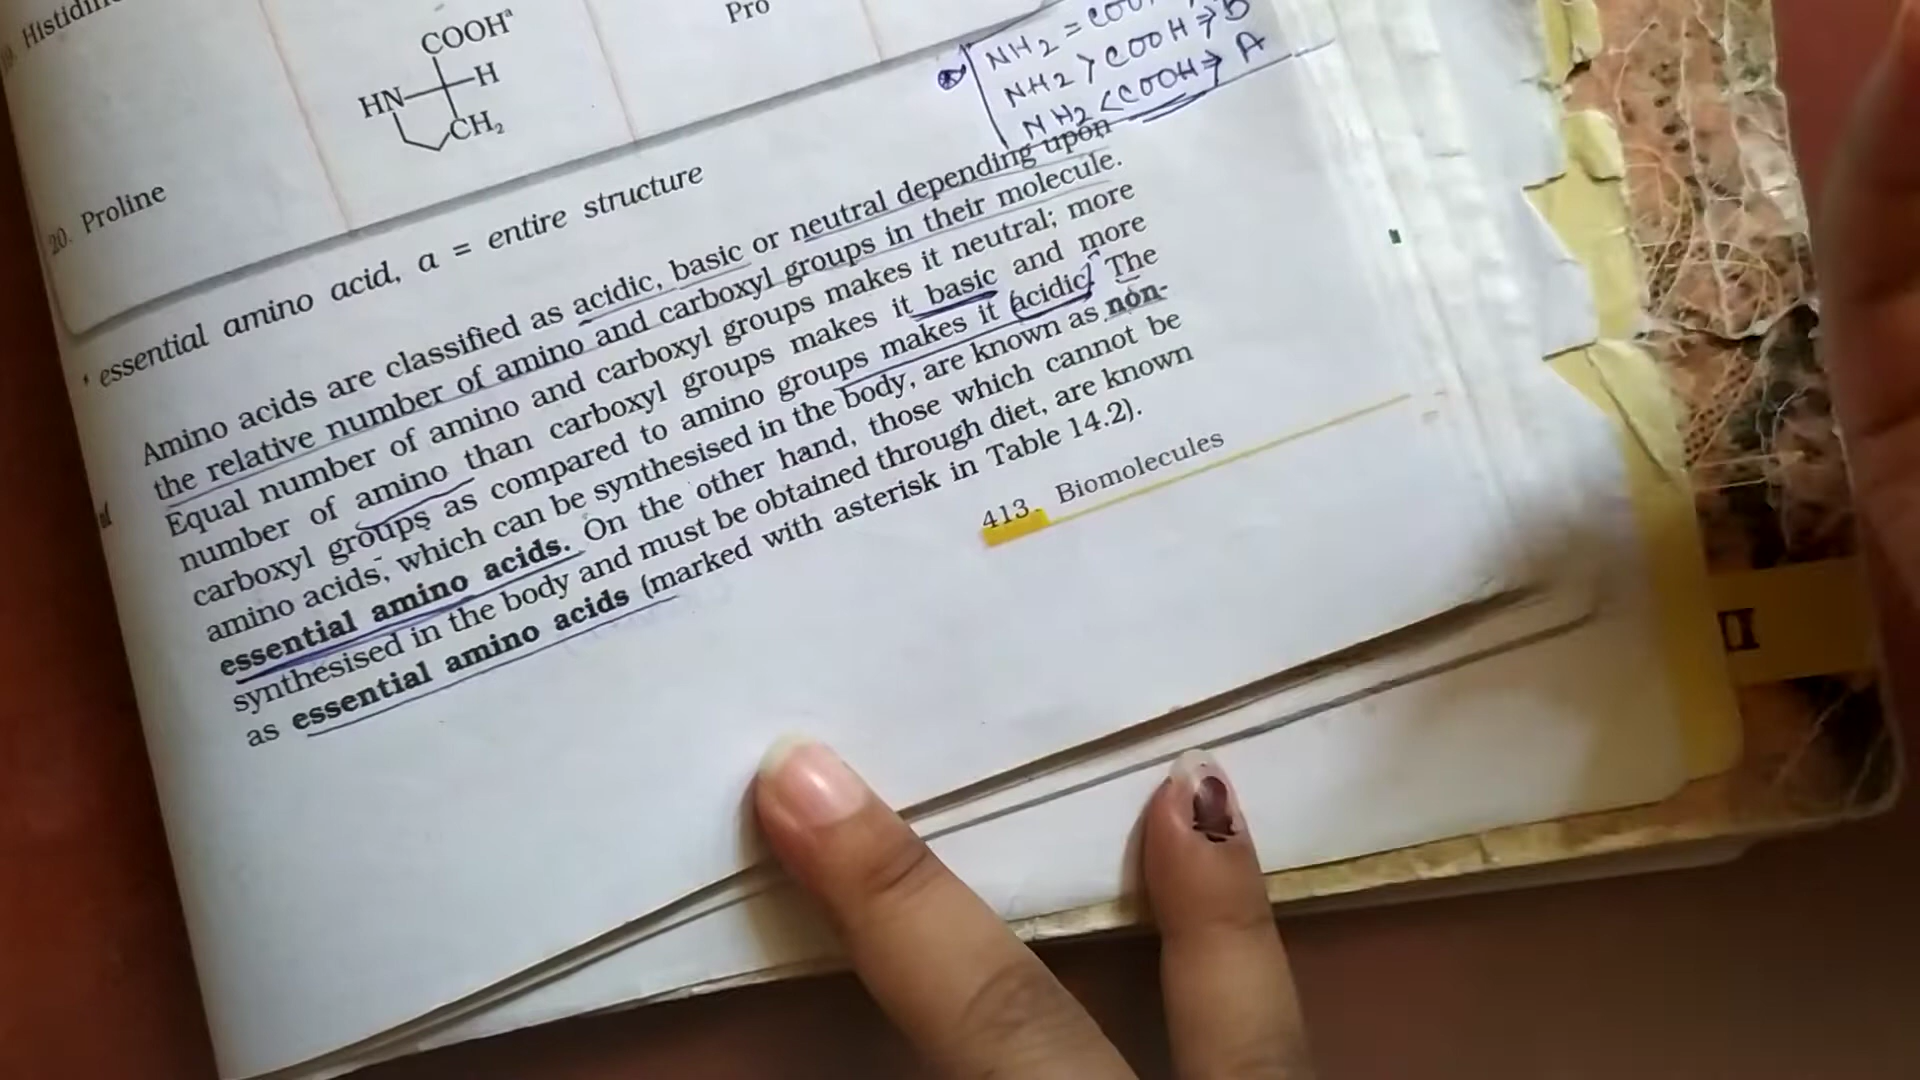 Pro
COOHª
HN H
CH₂
20. Proline
NH2 =
NH2 > COOH ⇒ B
NH2 < COOH ⇒ A
* essential amino acid, a = entire structure
Amino acids are classified as acidic, basic or neutral depending upon
the relative number of amino and carboxyl groups in their molecule.
Equal number of amino and carboxyl groups makes it neutral; more
number of amino than carboxyl groups makes it basic and more
carboxyl groups as compared to amino groups makes it acidic. The
amino acids, which can be synthesised in the body, are known as non-
essential amino acids. On the other hand, those which cannot be
synthesised in the body and must be obtained through diet, are known
as essential amino acids (marked with asterisk in Table 14.2).
413 Biomolecules
II